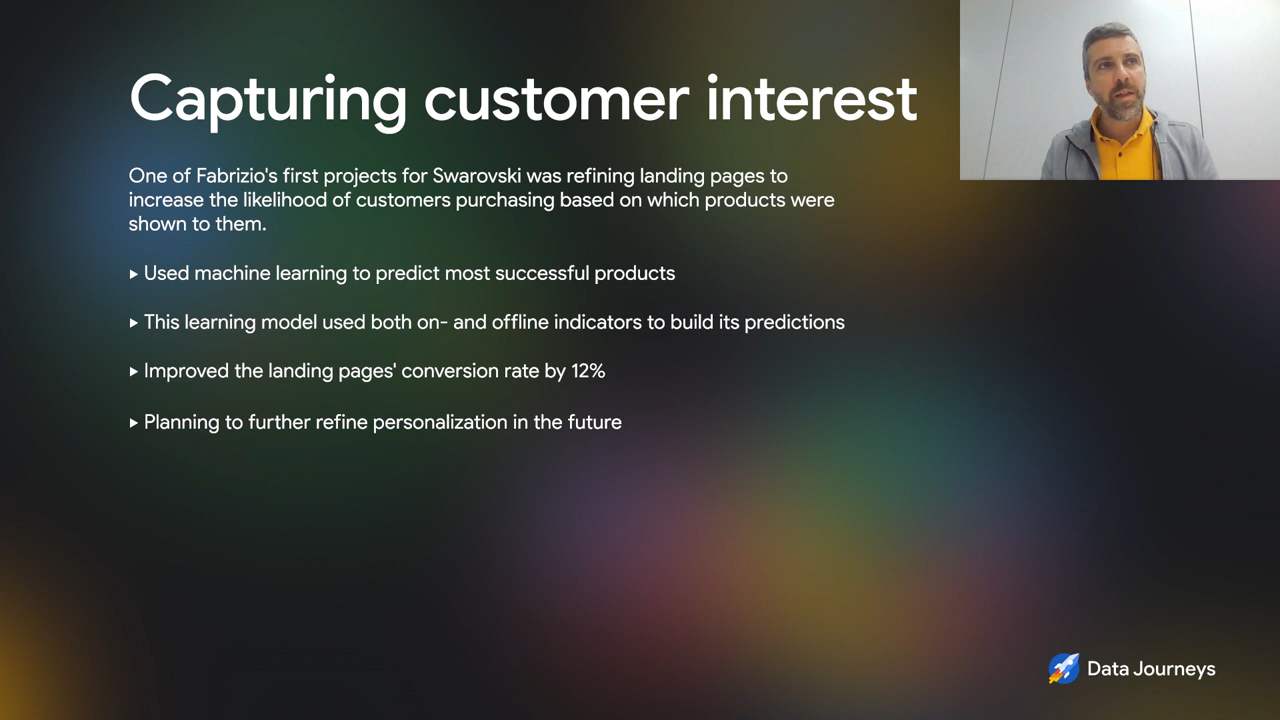 Capturing customer interest
One of Fabrizio's first projects for Swarovski was refining landing pages to
increase the likelihood of customers purchasing based on which products were
shown to them.
▸ Used machine learning to predict most successful products
▸ This learning model used both on- and offline indicators to build its predictions
▸ Improved the landing pages' conversion rate by 12%
▸ Planning to further refine personalization in the future
Data Journeys